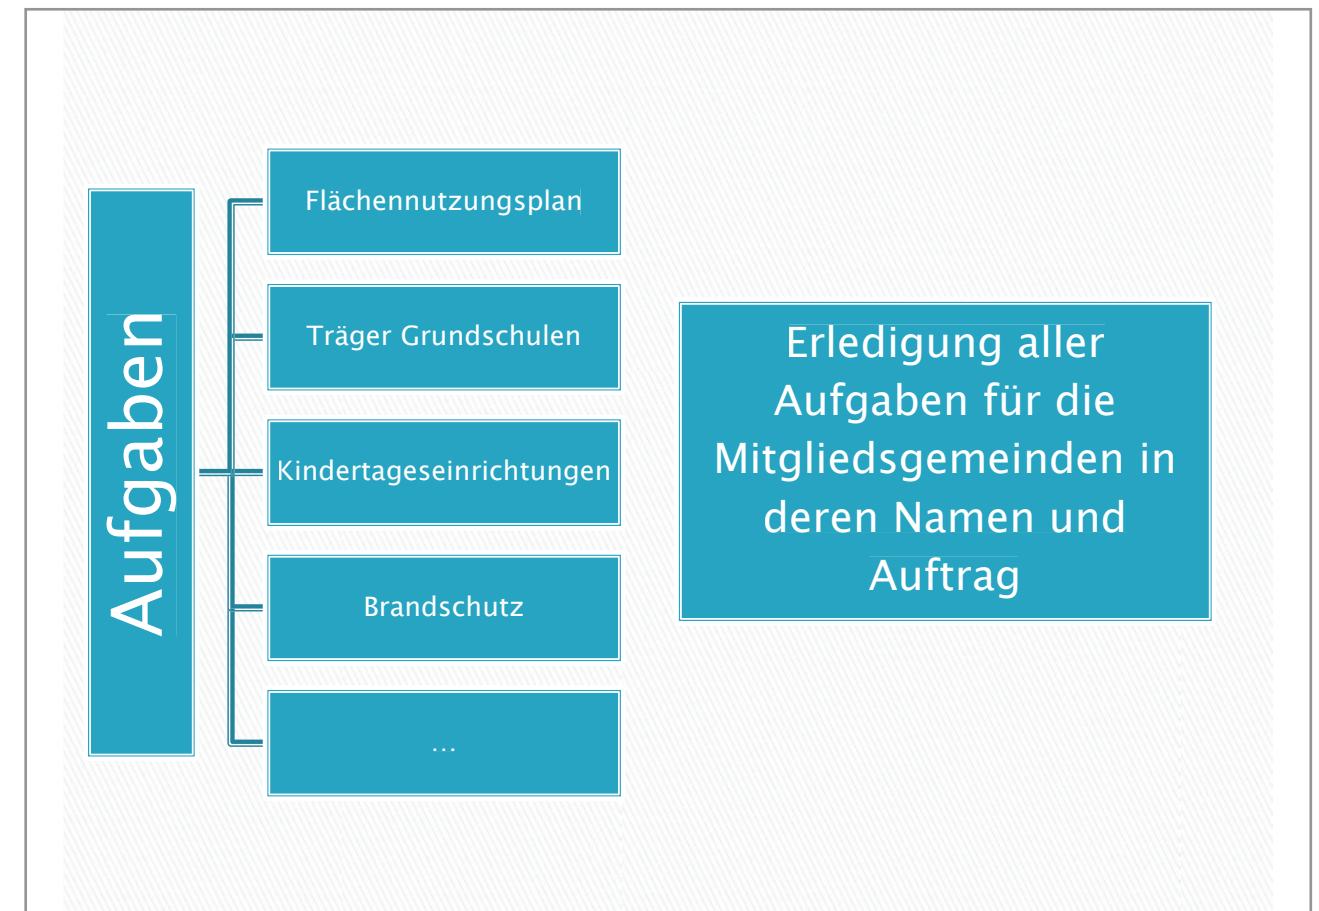 Aufgaben
Flächennutzungsplan
Träger Grundschulen
Kindertageseinrichtungen
Brandschutz
...
Erledigung aller
Aufgaben für die
Mitgliedsgemeinden in
deren Namen und
Auftrag